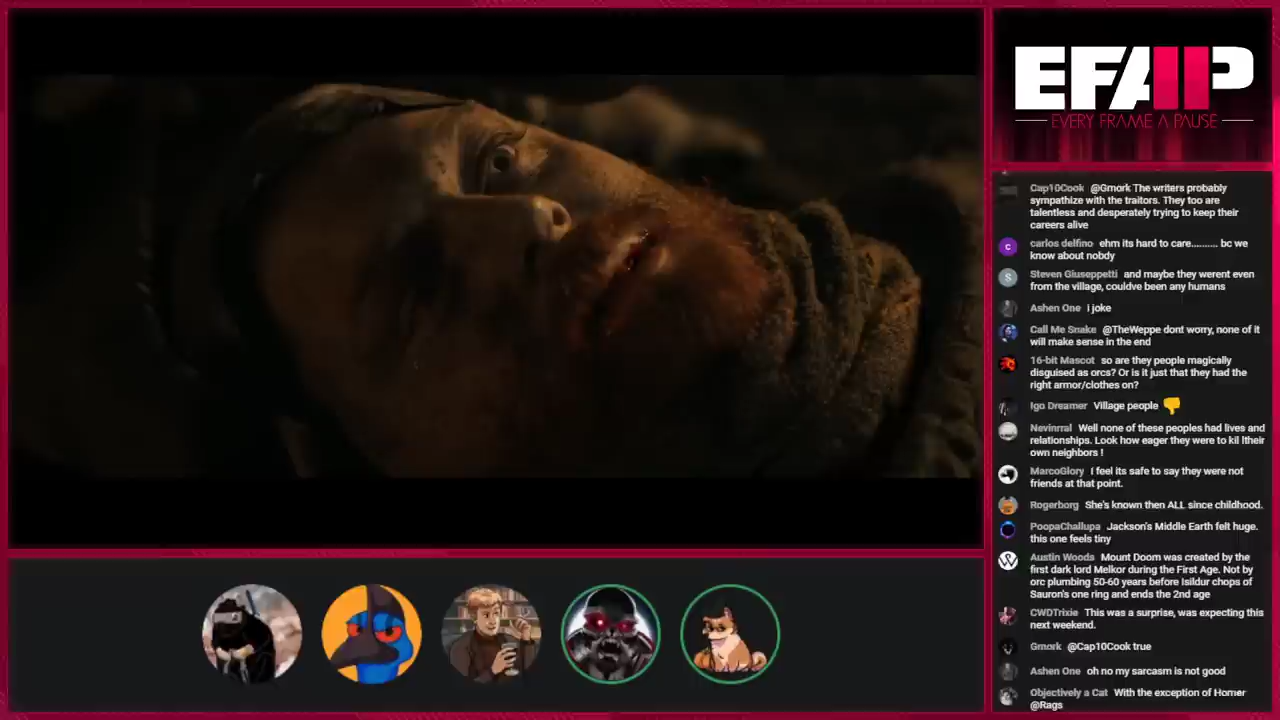 EFAP
EVERY FRAME A PAUSE
Cap10Cook @Gmork The writers probably
sympathize with the traitors. They too are
talentless and desperately trying to keep their
careers alive
C
carlos delfino ehm its hard to care.......... bc we
know about nobdy
S
Steven Giuseppetti and maybe they werent even
from the village, couldve been any humans
Ashen One i joke
Call Me Snake @TheWeppe dont worry, none of it
will make sense in the end
16-bit Mascot so are they people magically
disguised as orcs? Or is it just that they had the
right armor/clothes on?
Igo Dreamer Village people 👎
Nevinrral Well none of these peoples had lives and
relationships. Look how eager they were to kil ltheir
own neighbors !
MarcoGlory I feel its safe to say they were not
friends at that point.
Rogerborg She's known then ALL since childhood.
PoopaChallupa Jackson's Middle Earth felt huge.
this one feels tiny
W
Austin Woods Mount Doom was created by the
first dark lord Melkor during the First Age. Not by
orc plumbing 50-60 years before Isildur chops of
Sauron's one ring and ends the 2nd age
CWDTrixie This was a surprise, was expecting this
next weekend.
Gmork @Cap10Cook true
Ashen One oh no my sarcasm is not good
Objectively a Cat With the exception of Homer
@Rags